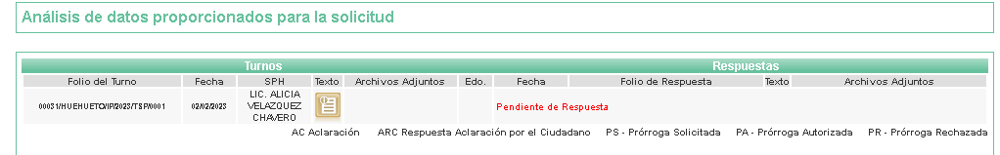 Análisis de datos proporcionados para la solicitud
Turnos Respuestas
Folio del Turno Fecha SPH Texto Archivos Adjuntos Edo. Fecha Folio de Respuesta Texto Archivos Adjuntos
00031/HUEHUETO/IP/2023/TSP/0001 02/02/2023 LIC. ALICIA VELAZQUEZ CHAVERO Pendiente de Respuesta
AC Aclaración ARC Respuesta Aclaración por el Ciudadano PS - Prórroga Solicitada PA - Prórroga Autorizada PR - Prórroga Rechazada